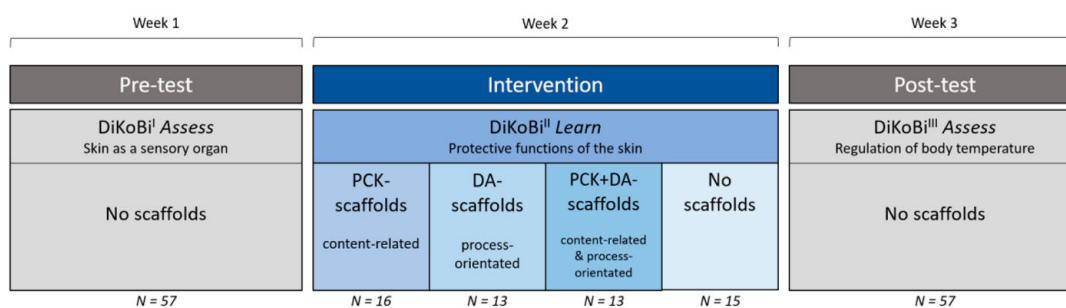 Week 1
Week 2
Week 3
Pre-test
Intervention
Post-test
DiKoBiᴵ Assess
Skin as a sensory organ
DiKoBiᴵᴵ Learn
Protective functions of the skin
DiKoBiᴵᴵᴵ Assess
Regulation of body temperature
No scaffolds
PCK-
scaffolds
content-related
DA-
scaffolds
process-
orientated
PCK+DA-
scaffolds
content-related
& process-
orientated
No
scaffolds
No scaffolds
N = 57
N = 16
N = 13
N = 13
N = 15
N = 57